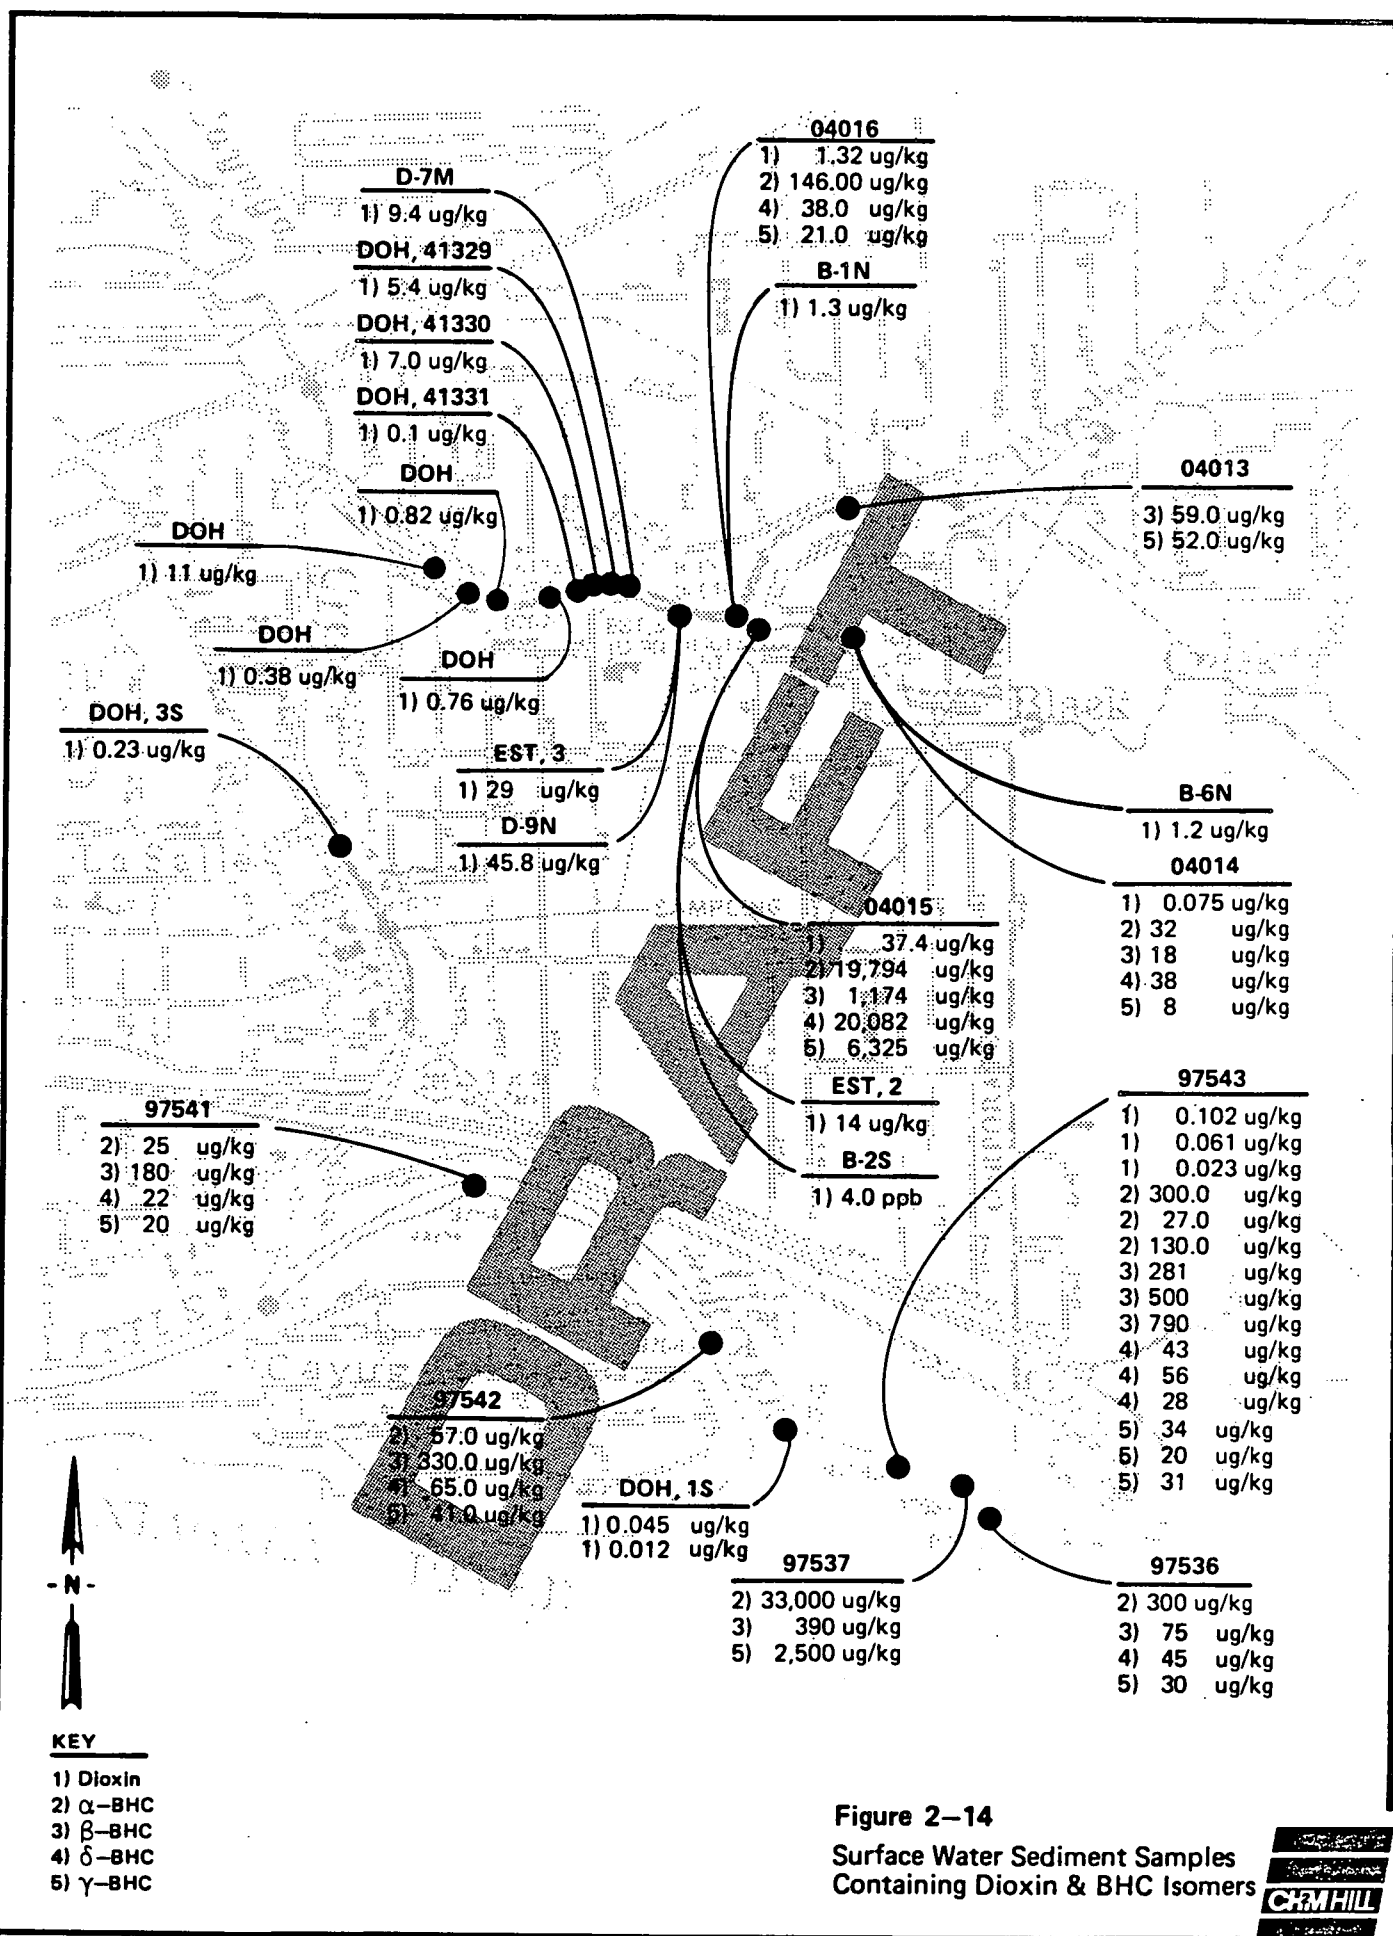 04016
1) 1.32 ug/kg
2) 146.00 ug/kg
4) 38.0 ug/kg
5) 21.0 ug/kg
D-7M
1) 9.4 ug/kg
DOH, 41329
1) 5.4 ug/kg
B-1N
1) 1.3 ug/kg
DOH, 41330
1) 7.0 ug/kg
DOH, 41331
1) 0.1 ug/kg
DOH
1) 0.82 ug/kg
04013
3) 59.0 ug/kg
5) 52.0 ug/kg
DOH
1) 11 ug/kg
DOH
1) 0.38 ug/kg
DOH
1) 0.76 ug/kg
DOH, 3S
1) 0.23 ug/kg
Black
EST, 3
1) 29 ug/kg
D-9N
1) 45.8 ug/kg
B-6N
1) 1.2 ug/kg
04014
1) 0.075 ug/kg
2) 32 ug/kg
3) 18 ug/kg
4) 38 ug/kg
5) 8 ug/kg
04015
1) 37.4 ug/kg
2) 19,794 ug/kg
3) 1,174 ug/kg
4) 20,082 ug/kg
5) 6,325 ug/kg
EST, 2
1) 14 ug/kg
B-2S
1) 4.0 ppb
97543
1) 0.102 ug/kg
1) 0.061 ug/kg
1) 0.023 ug/kg
2) 300.0 ug/kg
2) 27.0 ug/kg
2) 130.0 ug/kg
3) 281 ug/kg
3) 500 ug/kg
3) 790 ug/kg
4) 43 ug/kg
4) 56 ug/kg
4) 28 ug/kg
5) 34 ug/kg
5) 20 ug/kg
5) 31 ug/kg
97541
2) 25 ug/kg
3) 180 ug/kg
4) 22 ug/kg
5) 20 ug/kg
DRAFT
97542
2) 57.0 ug/kg
3) 330.0 ug/kg
4) 65.0 ug/kg
5) 41.0 ug/kg
DOH, 1S
1) 0.045 ug/kg
1) 0.012 ug/kg
97537
2) 33,000 ug/kg
3) 390 ug/kg
5) 2,500 ug/kg
97536
2) 300 ug/kg
3) 75 ug/kg
4) 45 ug/kg
5) 30 ug/kg
- N -
KEY
1) Dioxin
2) α-BHC
3) β-BHC
4) δ-BHC
5) γ-BHC
Figure 2-14
Surface Water Sediment Samples
Containing Dioxin & BHC Isomers
CH2M HILL